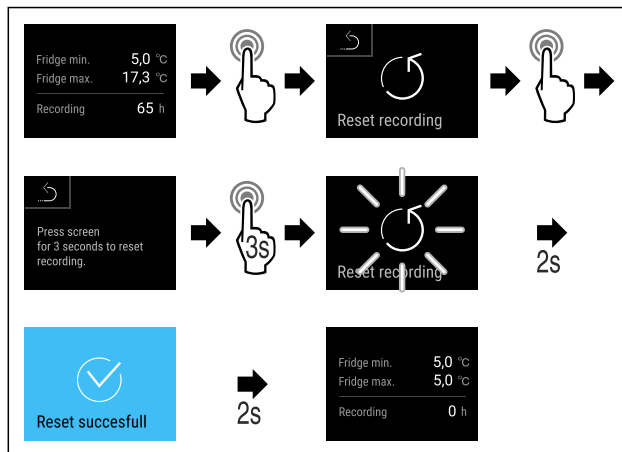 Fridge min. 5,0 °C
Fridge max. 17,3 °C
Recording 65 h
Reset recording
Press screen
for 3 seconds to reset
recording.
3s
Reset recording
2s
Reset succesfull
2s
Fridge min. 5,0 °C
Fridge max. 5,0 °C
Recording 0 h